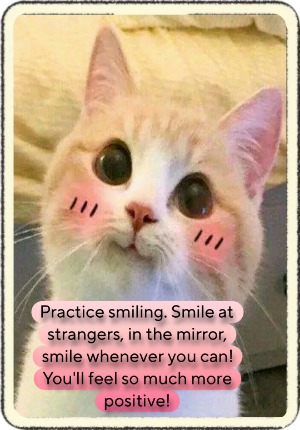 Practice smiling. Smile at
strangers, in the mirror,
smile whenever you can!
You'll feel so much more
positive!